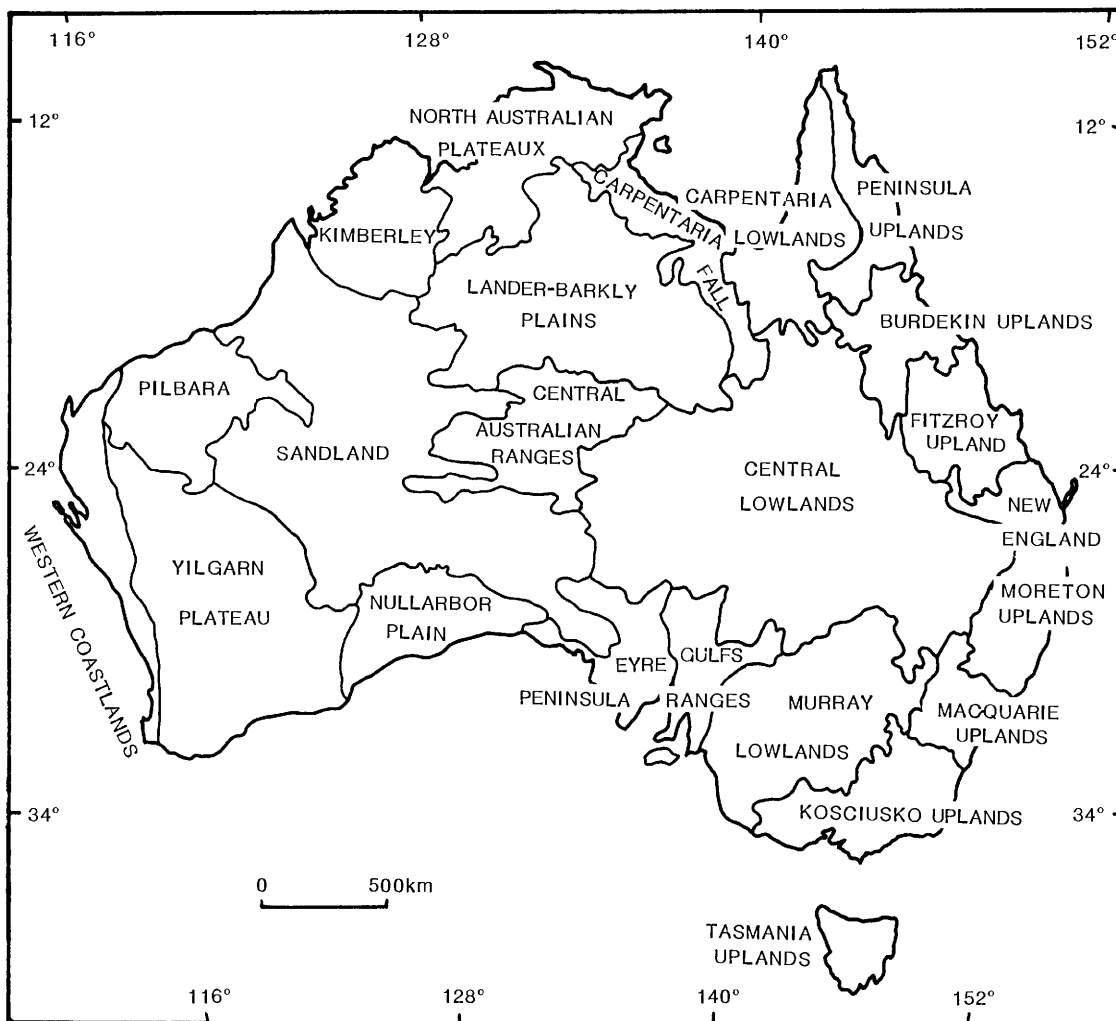 116°
128°
140°
152°
12°
12°
NORTH AUSTRALIAN
PLATEAUX
CARPENTARIA
FALL
CARPENTARIA
LOWLANDS
PENINSULA
UPLANDS
KIMBERLEY
LANDER-BARKLY
PLAINS
BURDEKIN UPLANDS
PILBARA
CENTRAL
AUSTRALIAN
RANGES
FITZROY
UPLAND
SANDLAND
24°
24°
CENTRAL
LOWLANDS
NEW
ENGLAND
MORETON
UPLANDS
WESTERN COASTLANDS
YILGARN
PLATEAU
NULLARBOR
PLAIN
EYRE
PENINSULA
GULFS
RANGES
MURRAY
LOWLANDS
MACQUARIE
UPLANDS
34°
34°
KOSCIUSKO UPLANDS
0 500km
TASMANIA
UPLANDS
116°
128°
140°
152°